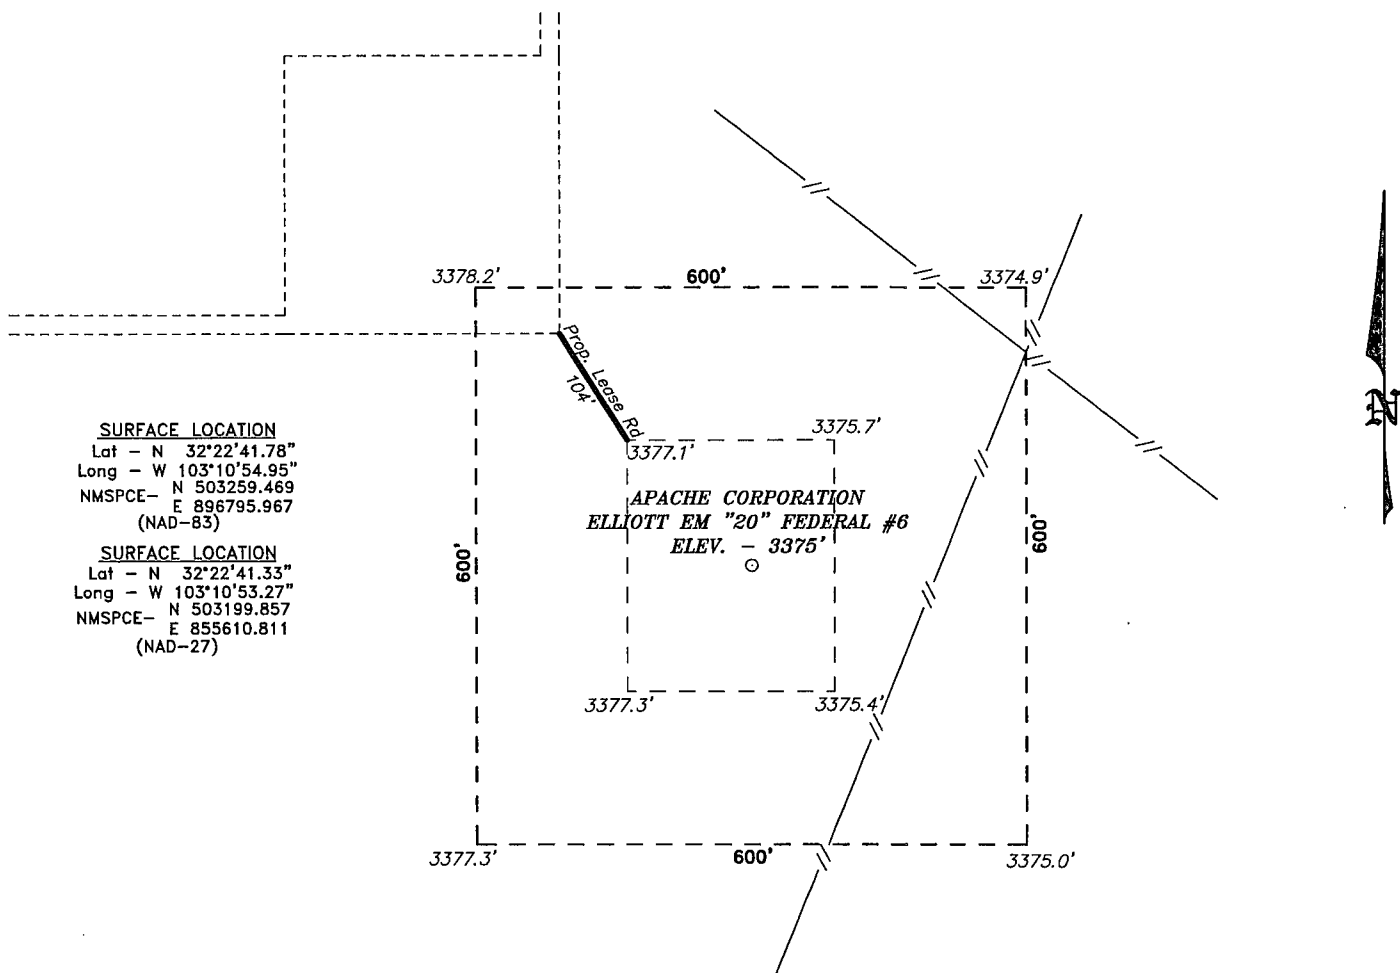 3378.2'
600'
3374.9'
Prop. Lease Rd
104'
3377.1'
3375.7'
SURFACE LOCATION
Lat - N 32°22'41.78"
Long - W 103°10'54.95"
NMSPCE- N 503259.469
E 896795.967
(NAD-83)
SURFACE LOCATION
Lat - N 32°22'41.33"
Long - W 103°10'53.27"
NMSPCE- N 503199.857
E 855610.811
(NAD-27)
APACHE CORPORATION
ELLIOTT EM "20" FEDERAL #6
ELEV. - 3375'
600'
600'
3377.3'
3375.4'
3377.3'
600'
3375.0'
N